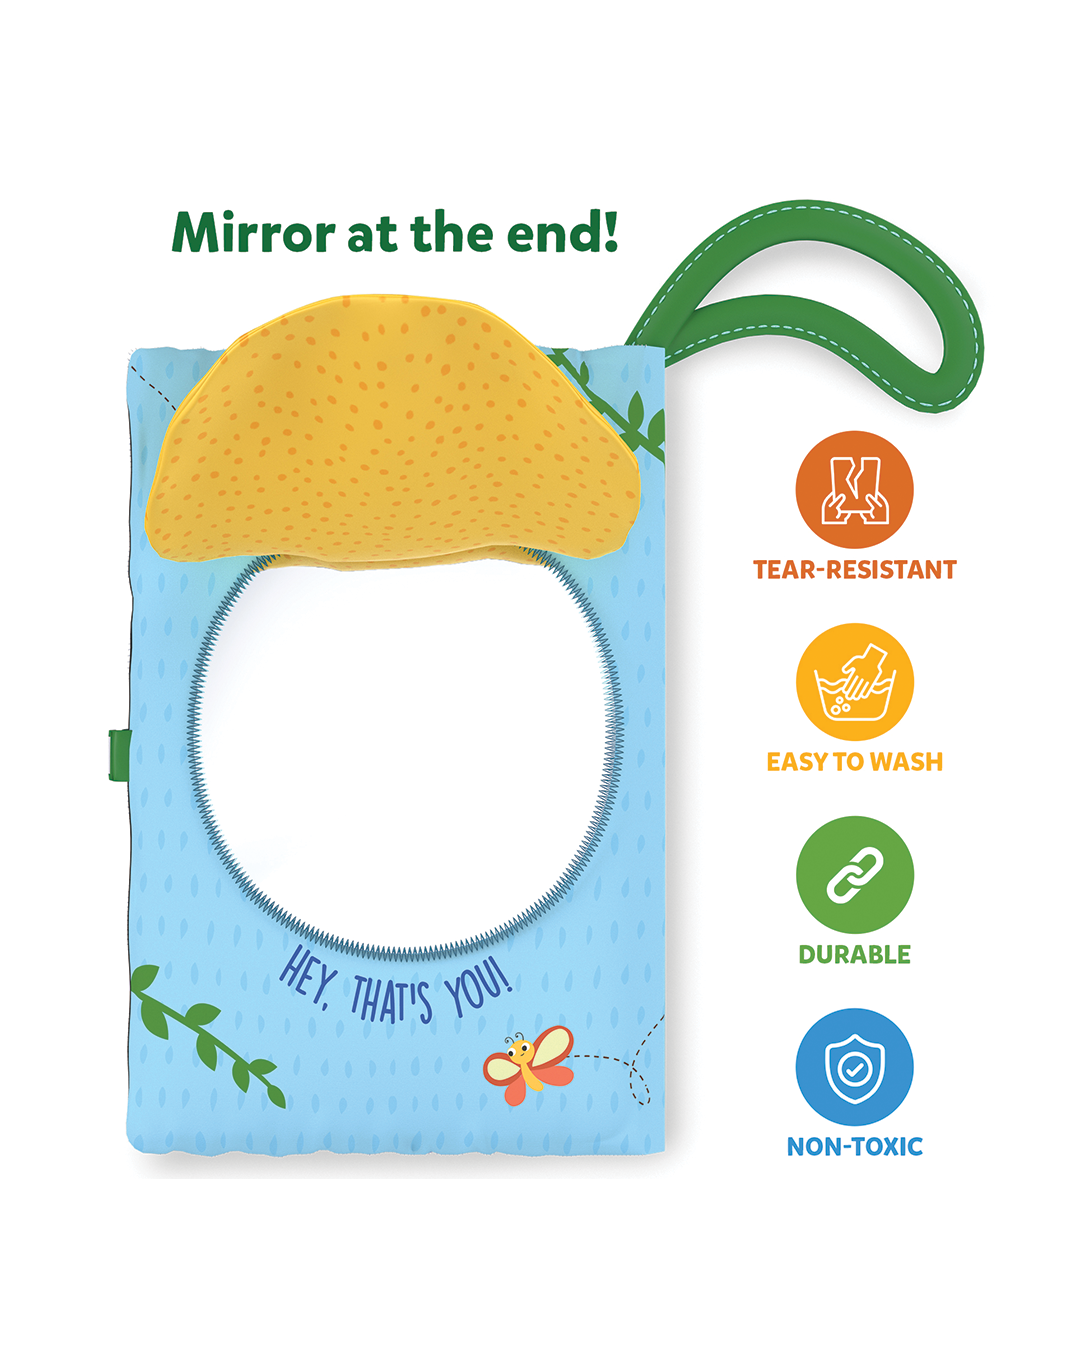 Mirror at the end!
TEAR-RESISTANT
EASY TO WASH
DURABLE
HEY, THAT'S YOU!
NON-TOXIC